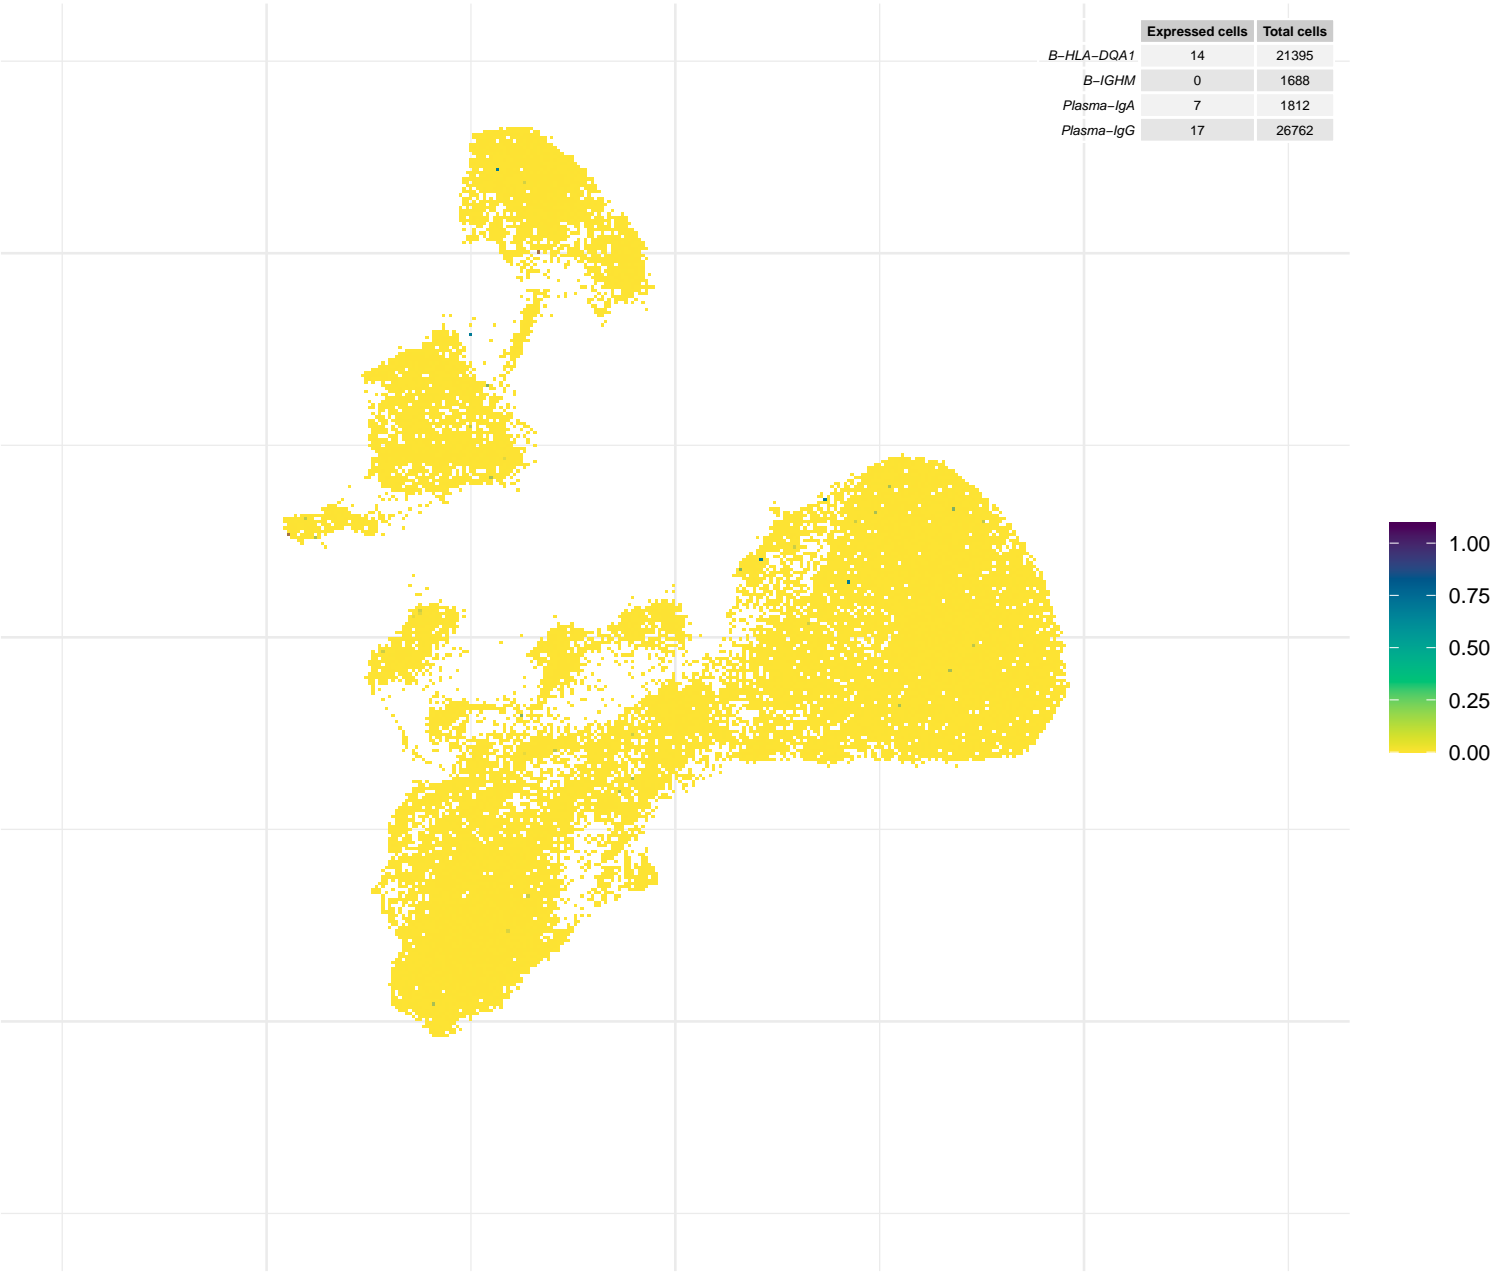 Expressed cells Total cells
B−HLA−DQA1 14 21395
B−IGHM 0 1688
Plasma−IgA 7 1812
Plasma−IgG 17 26762
1.00
0.75
0.50
0.25
0.00